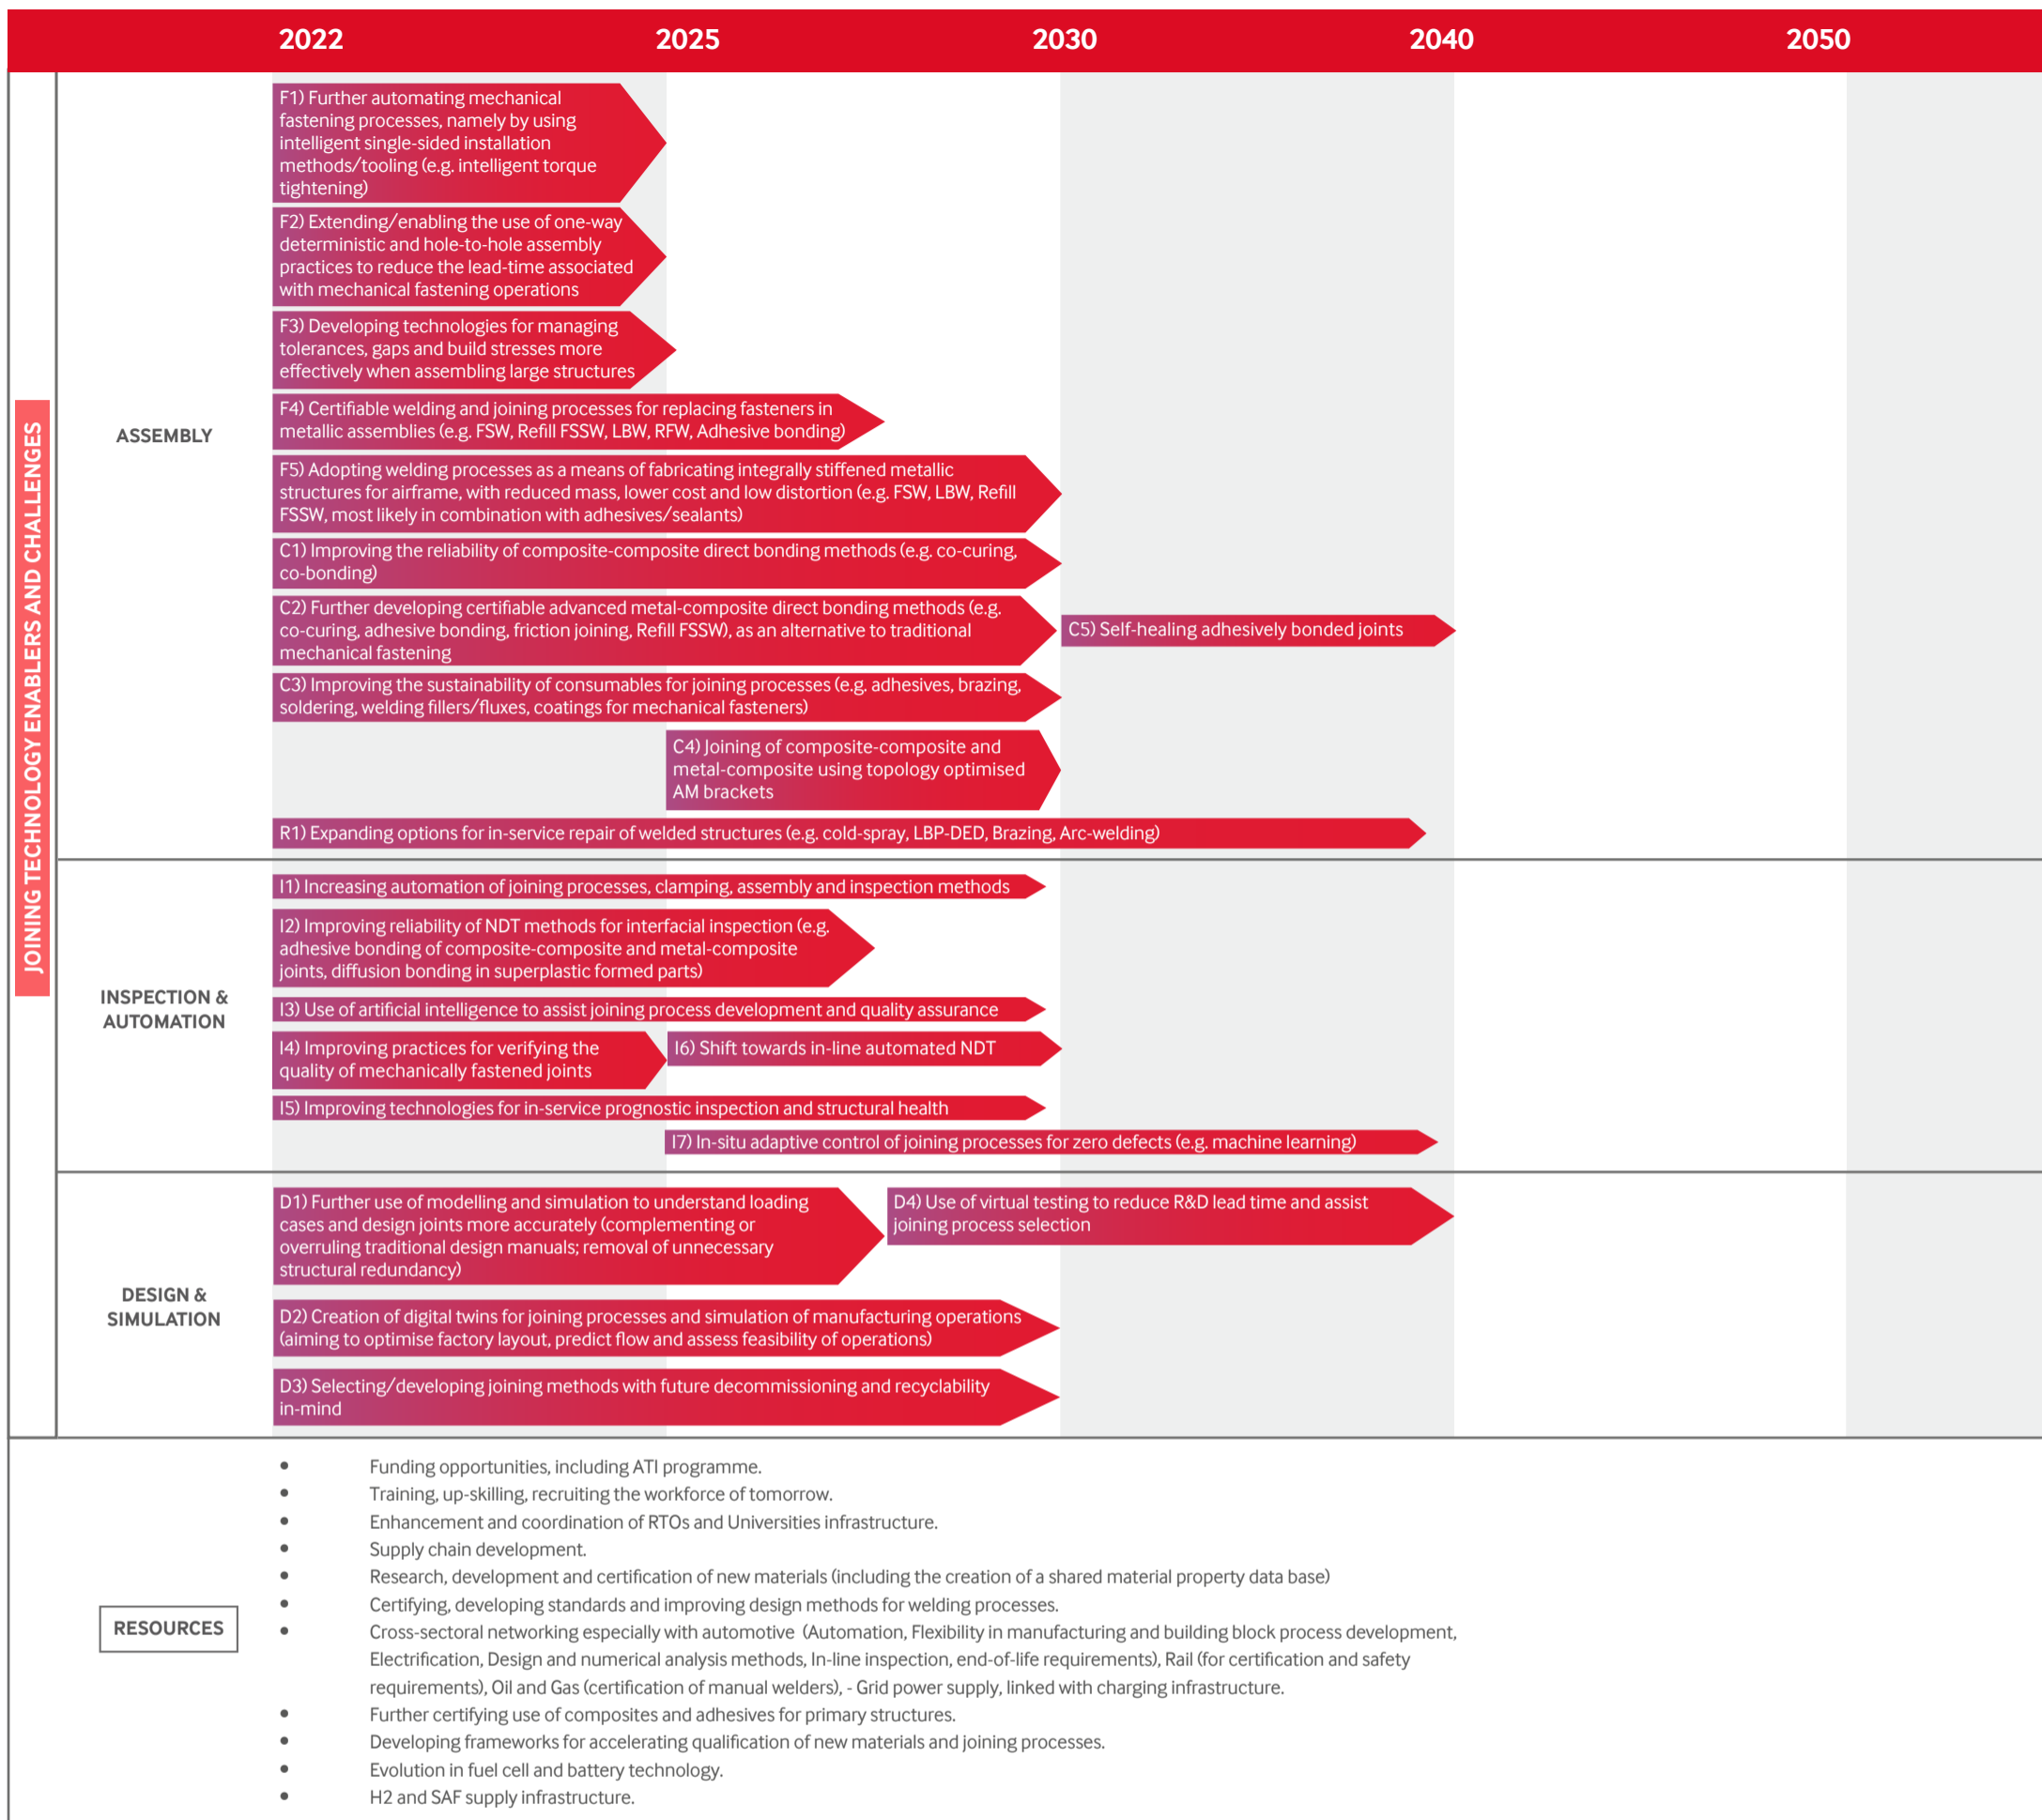 2022 2025 2030 2040 2050
JOINING TECHNOLOGY ENABLERS AND CHALLENGES
ASSEMBLY
F1) Further automating mechanical
fastening processes, namely by using
intelligent single-sided installation
methods/tooling (e.g. intelligent torque
tightening)
F2) Extending/enabling the use of one-way
deterministic and hole-to-hole assembly
practices to reduce the lead-time associated
with mechanical fastening operations
F3) Developing technologies for managing
tolerances, gaps and build stresses more
effectively when assembling large structures
F4) Certifiable welding and joining processes for replacing fasteners in
metallic assemblies (e.g. FSW, Refill FSSW, LBW, RFW, Adhesive bonding)
F5) Adopting welding processes as a means of fabricating integrally stiffened metallic
structures for airframe, with reduced mass, lower cost and low distortion (e.g. FSW, LBW, Refill
FSSW, most likely in combination with adhesives/sealants)
C1) Improving the reliability of composite-composite direct bonding methods (e.g. co-curing,
co-bonding)
C2) Further developing certifiable advanced metal-composite direct bonding methods (e.g.
co-curing, adhesive bonding, friction joining, Refill FSSW), as an alternative to traditional
mechanical fastening
C5) Self-healing adhesively bonded joints
C3) Improving the sustainability of consumables for joining processes (e.g. adhesives, brazing,
soldering, welding fillers/fluxes, coatings for mechanical fasteners)
C4) Joining of composite-composite and
metal-composite using topology optimised
AM brackets
R1) Expanding options for in-service repair of welded structures (e.g. cold-spray, LBP-DED, Brazing, Arc-welding)
INSPECTION &
AUTOMATION
I1) Increasing automation of joining processes, clamping, assembly and inspection methods
I2) Improving reliability of NDT methods for interfacial inspection (e.g.
adhesive bonding of composite-composite and metal-composite
joints, diffusion bonding in superplastic formed parts)
I3) Use of artificial intelligence to assist joining process development and quality assurance
I4) Improving practices for verifying the
quality of mechanically fastened joints
I6) Shift towards in-line automated NDT
I5) Improving technologies for in-service prognostic inspection and structural health
I7) In-situ adaptive control of joining processes for zero defects (e.g. machine learning)
DESIGN &
SIMULATION
D1) Further use of modelling and simulation to understand loading
cases and design joints more accurately (complementing or
overruling traditional design manuals; removal of unnecessary
structural redundancy)
D4) Use of virtual testing to reduce R&D lead time and assist
joining process selection
D2) Creation of digital twins for joining processes and simulation of manufacturing operations
(aiming to optimise factory layout, predict flow and assess feasibility of operations)
D3) Selecting/developing joining methods with future decommissioning and recyclability
in-mind
RESOURCES
• Funding opportunities, including ATI programme.
• Training, up-skilling, recruiting the workforce of tomorrow.
• Enhancement and coordination of RTOs and Universities infrastructure.
• Supply chain development.
• Research, development and certification of new materials (including the creation of a shared material property data base)
• Certifying, developing standards and improving design methods for welding processes.
• Cross-sectoral networking especially with automotive (Automation, Flexibility in manufacturing and building block process development,
Electrification, Design and numerical analysis methods, In-line inspection, end-of-life requirements), Rail (for certification and safety
requirements), Oil and Gas (certification of manual welders), - Grid power supply, linked with charging infrastructure.
• Further certifying use of composites and adhesives for primary structures.
• Developing frameworks for accelerating qualification of new materials and joining processes.
• Evolution in fuel cell and battery technology.
• H2 and SAF supply infrastructure.